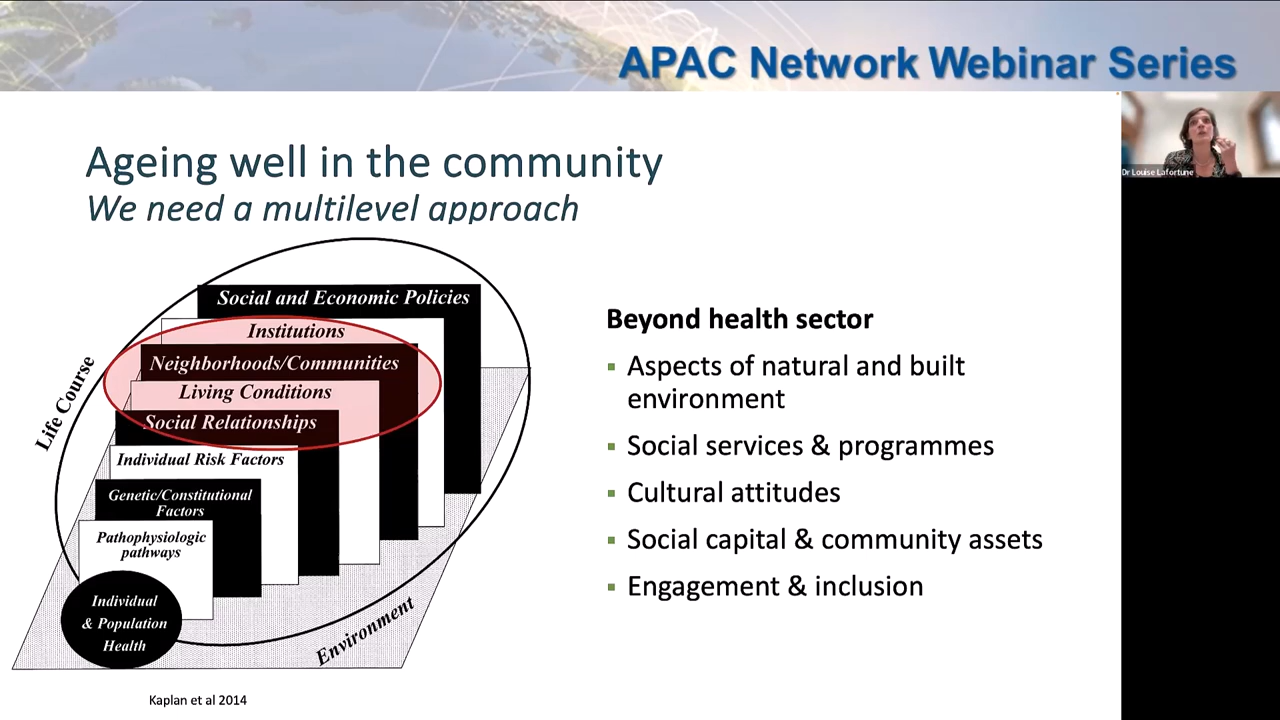 APAC Network Webinar Series
Dr Louise Lafortune
Ageing well in the community
We need a multilevel approach
Social and Economic Policies
Institutions
Neighborhoods/Communities
Living Conditions
Social Relationships
Individual Risk Factors
Genetic/Constitutional
Factors
Pathophysiologic
pathways
Individual
& Population
Health
Life Course
Environment
Kaplan et al 2014
Beyond health sector
▪ Aspects of natural and built
environment
▪ Social services & programmes
▪ Cultural attitudes
▪ Social capital & community assets
▪ Engagement & inclusion